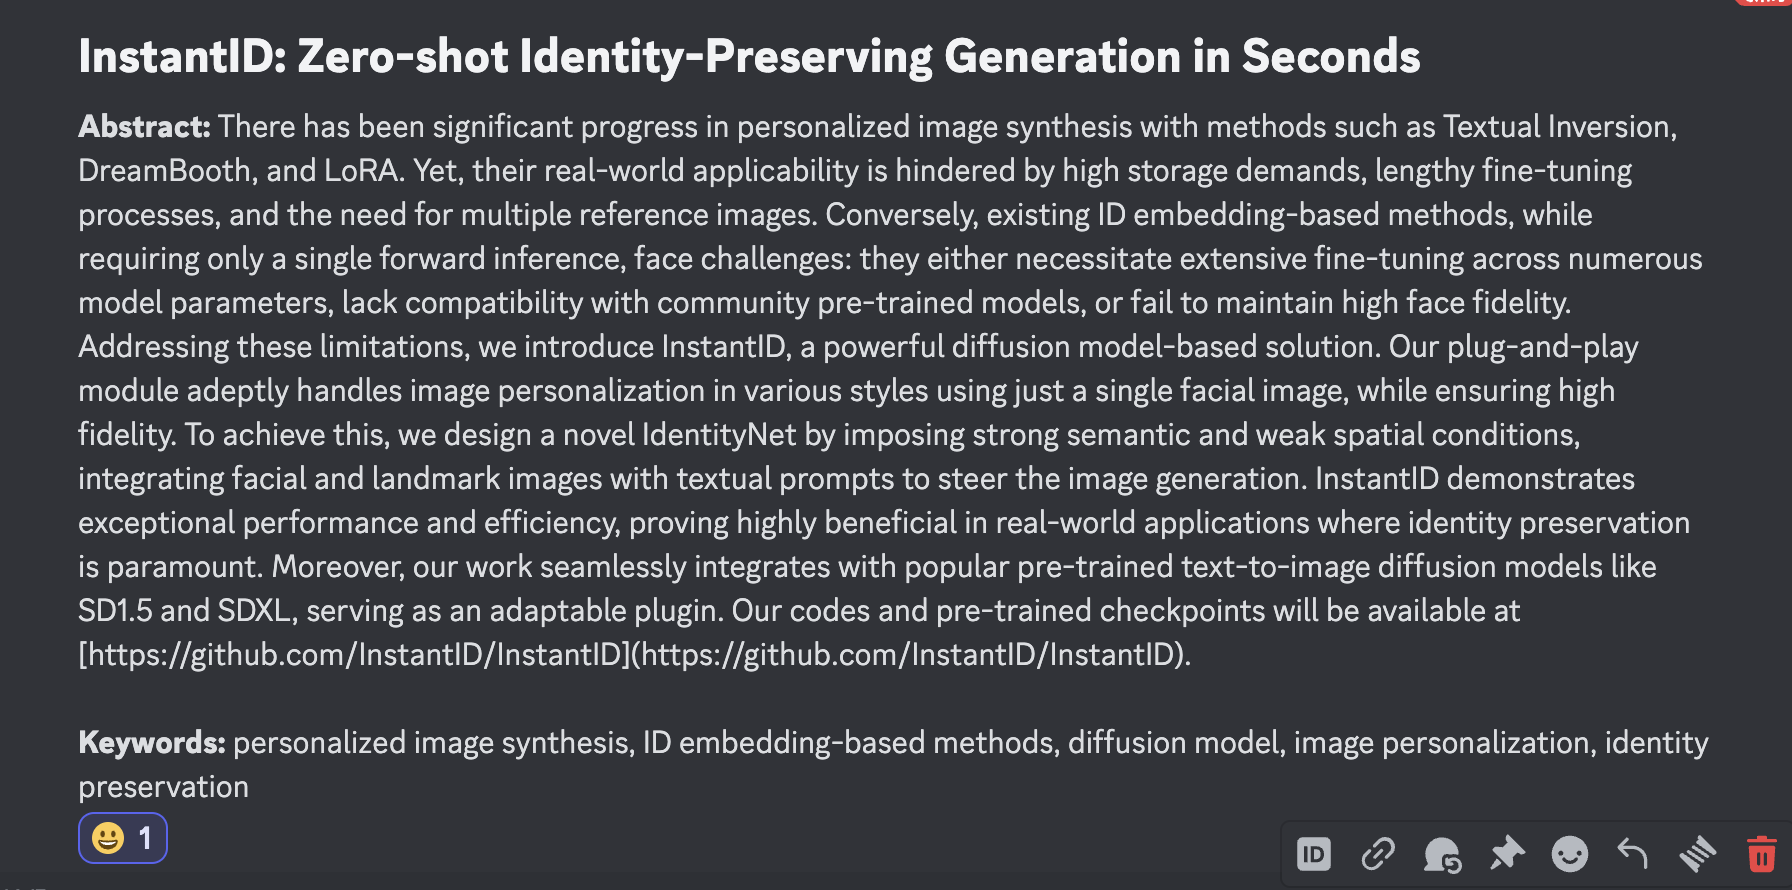 InstantID: Zero-shot Identity-Preserving Generation in Seconds
Abstract: There has been significant progress in personalized image synthesis with methods such as Textual Inversion,
DreamBooth, and LoRA. Yet, their real-world applicability is hindered by high storage demands, lengthy fine-tuning
processes, and the need for multiple reference images. Conversely, existing ID embedding-based methods, while
requiring only a single forward inference, face challenges: they either necessitate extensive fine-tuning across numerous
model parameters, lack compatibility with community pre-trained models, or fail to maintain high face fidelity.
Addressing these limitations, we introduce InstantID, a powerful diffusion model-based solution. Our plug-and-play
module adeptly handles image personalization in various styles using just a single facial image, while ensuring high
fidelity. To achieve this, we design a novel IdentityNet by imposing strong semantic and weak spatial conditions,
integrating facial and landmark images with textual prompts to steer the image generation. InstantID demonstrates
exceptional performance and efficiency, proving highly beneficial in real-world applications where identity preservation
is paramount. Moreover, our work seamlessly integrates with popular pre-trained text-to-image diffusion models like
SD1.5 and SDXL, serving as an adaptable plugin. Our codes and pre-trained checkpoints will be available at
[https://github.com/InstantID/InstantID](https://github.com/InstantID/InstantID).
Keywords: personalized image synthesis, ID embedding-based methods, diffusion model, image personalization, identity
preservation
1
ID